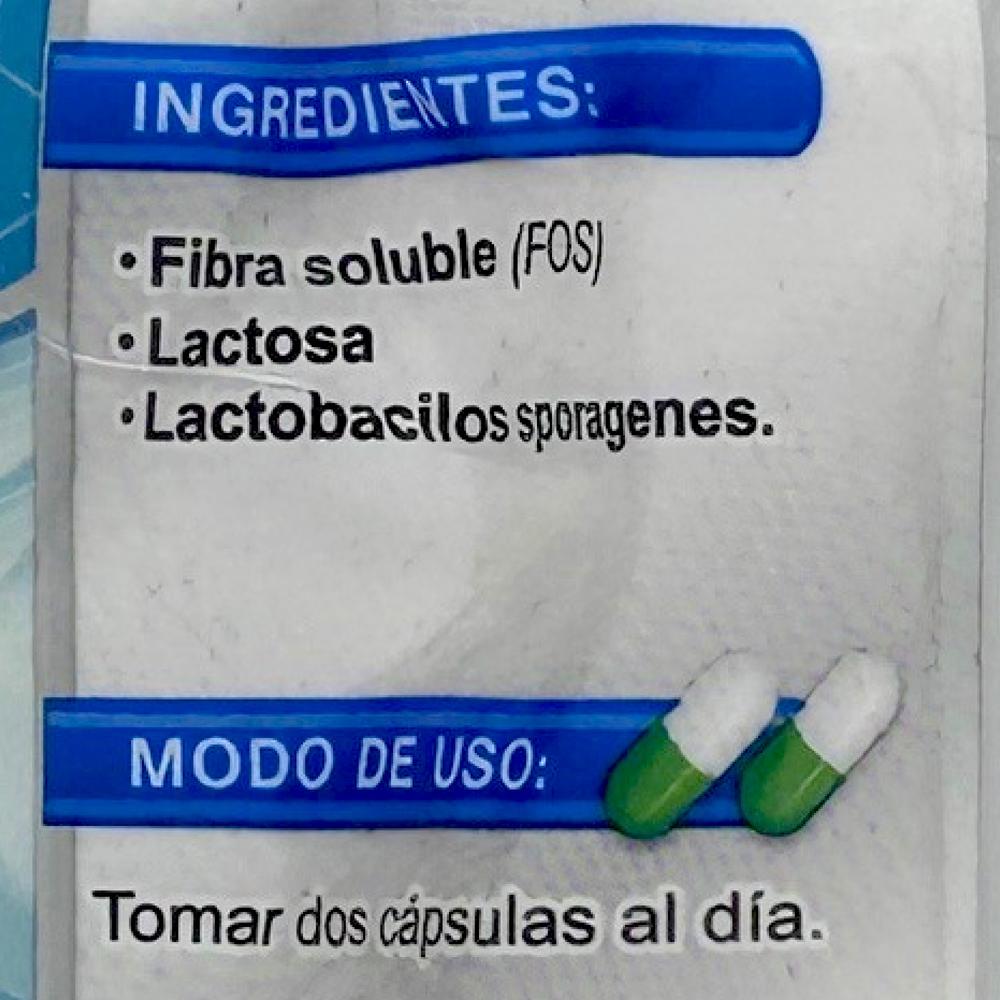 INGREDIENTES:
• Fibra soluble (FOS)
• Lactosa
• Lactobacilos sporagenes.
MODO DE USO:
Tomar dos cápsulas al día.